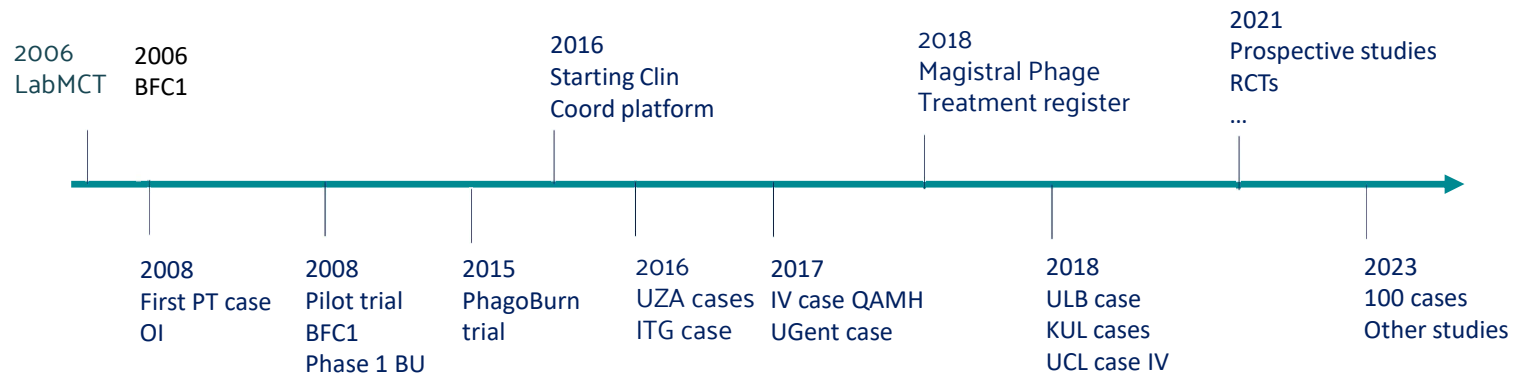 2006
LabMCT
2006
BFC1
2016
Starting Clin
Coord platform
2018
Magistral Phage
Treatment register
2021
Prospective studies
RCTs
...
2008
First PT case
OI
2008
Pilot trial
BFC1
Phase 1 BU
2015
PhagoBurn
trial
2016
UZA cases
ITG case
2017
IV case QAMH
UGent case
2018
ULB case
KUL cases
UCL case IV
2023
100 cases
Other studies